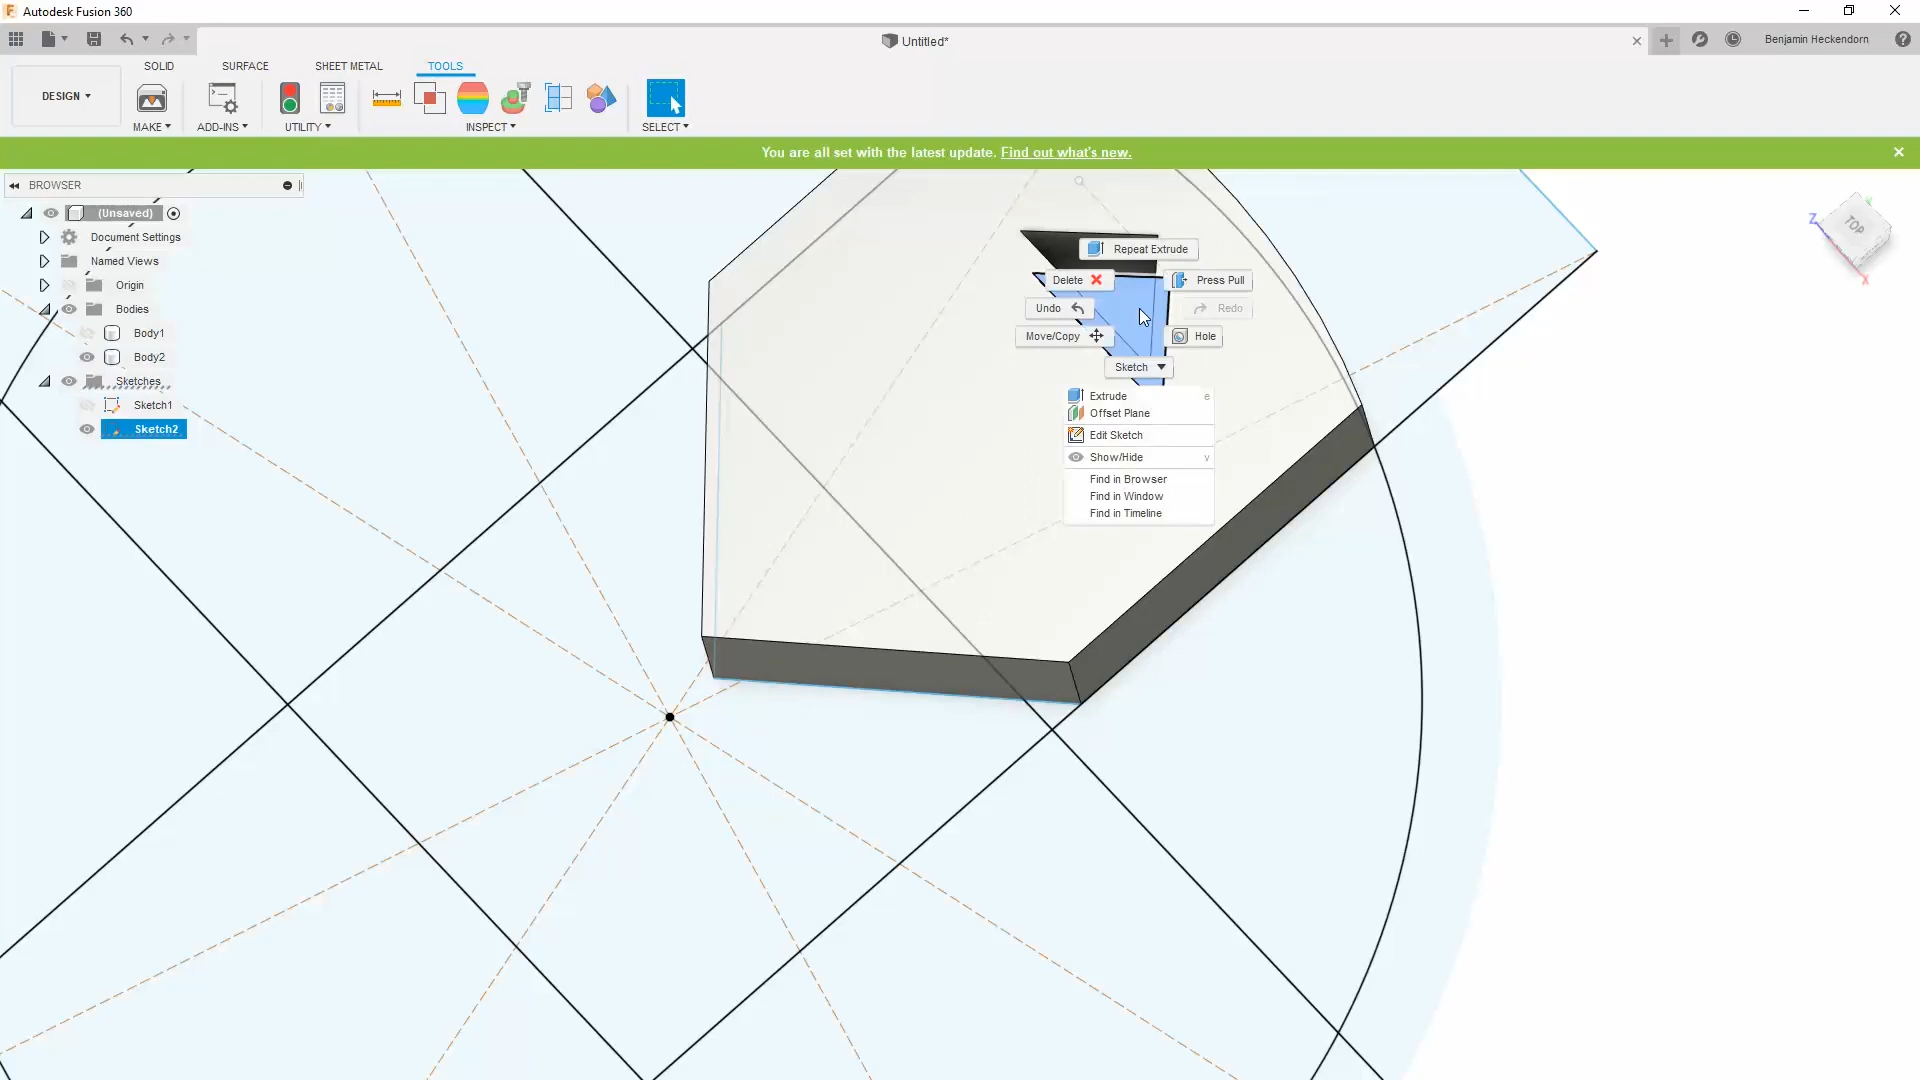 Autodesk Fusion 360
Untitled*
Benjamin Heckendorn
SOLID
SURFACE
SHEET METAL
TOOLS
DESIGN
MAKE
ADD-INS
UTILITY
INSPECT
SELECT
You are all set with the latest update. Find out what's new.
BROWSER
(Unsaved)
Document Settings
Named Views
Origin
Bodies
Body1
Body2
Sketches
Sketch1
Sketch2
Repeat Extrude
Delete
Press Pull
Undo
Redo
Move/Copy
Hole
Sketch
Extrude e
Offset Plane
Edit Sketch
Show/Hide v
Find in Browser
Find in Window
Find in Timeline
TOP
Z
X